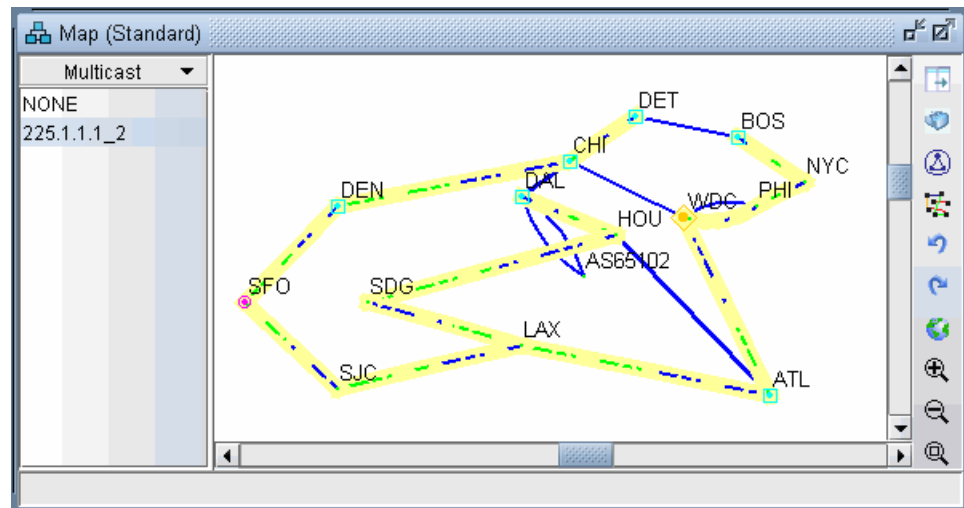 Map (Standard)
Multicast
NONE
225.1.1.1_2
DET
BOS
CHI
NYC
DEN
DAL
PHI
WDC
HOU
AS65102
SFO
SDG
LAX
SJC
ATL